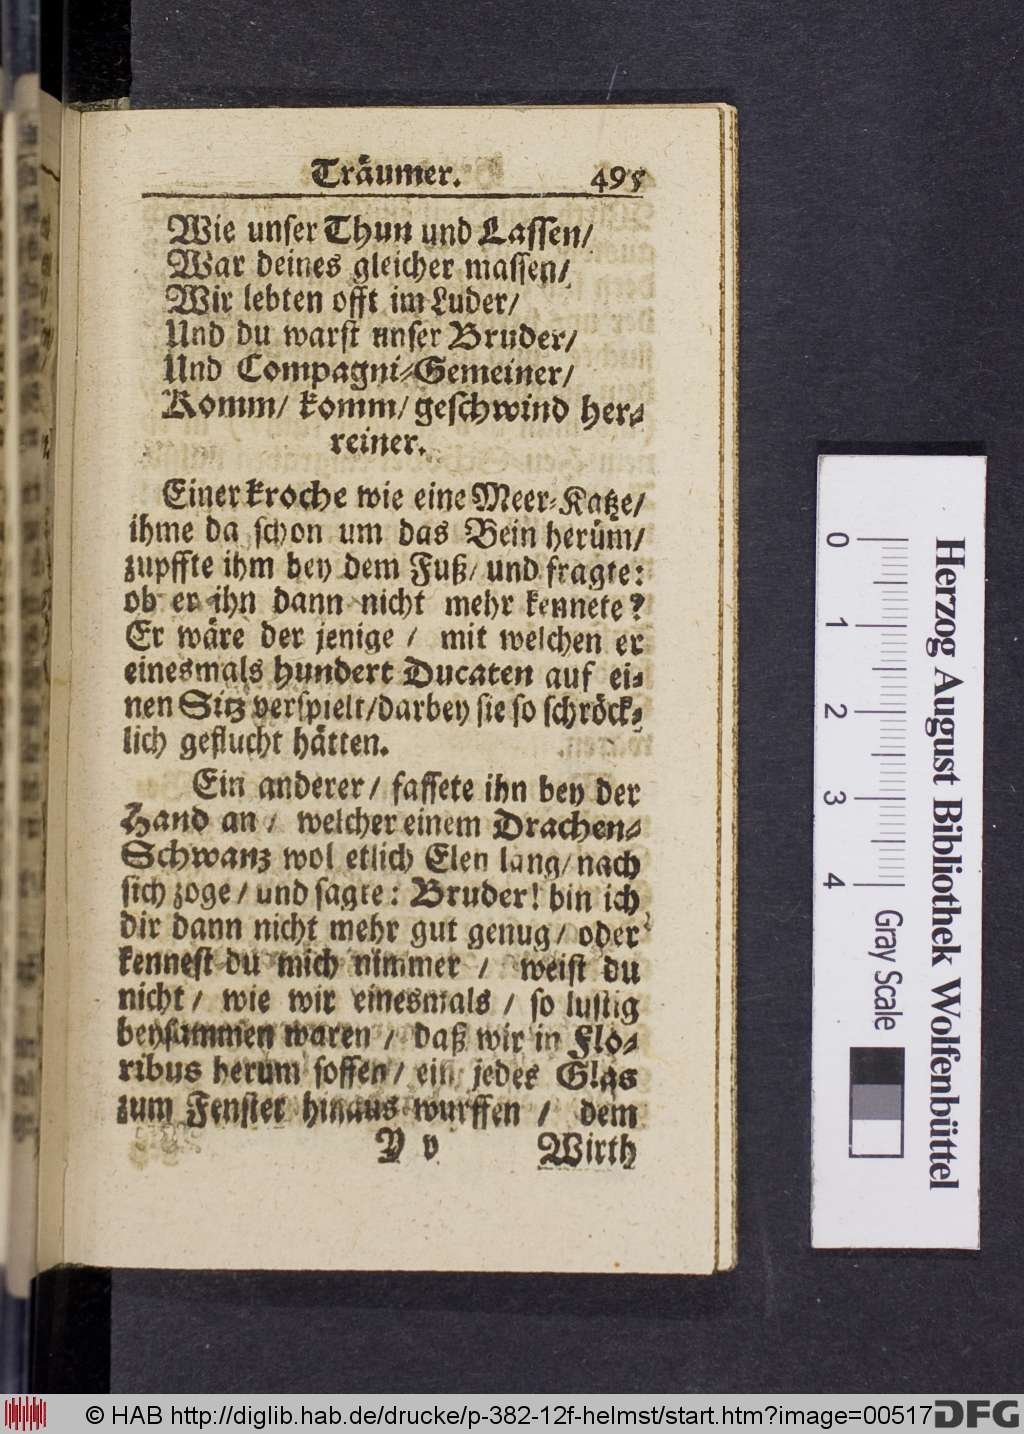 Träumer. 495
Wie unser Thun und Lassen/
War deines gleicher massen/
Wir lebten offt im Luder/
Und du warst unser Bruder/
Und Compagni-Gemeiner/
Komm/ komm/ geschwind her-
reiner.
Einer kroche wie eine Meer-Katze/
ihme da schon um das Bein herüm/
zupffte ihm bey dem Fuß/ und fragte:
ob er ihn dann nicht mehr kennete?
Er wäre der jenige / mit welchen er
einesmals hundert Ducaten auf ei-
nen Sitz verspielt/darbey sie so schröck-
lich geflucht hätten.
Ein anderer/ fassete ihn bey der
Hand an/ welcher einem Drachen-
Schwanz wol etlich Elen lang/ nach
sich zoge/ und sagte: Bruder! bin ich
dir dann nicht mehr gut genug/ oder
kennest du mich nimmer / weist du
nicht/ wie wir einesmals / so lustig
beysammen waren / daß wir in Flo-
ribus herum soffen/ ein jedes Glas
zum Fenster hinaus wurffen / dem
Y v Wirth
0 1 2 3 4
Gray Scale
Herzog August Bibliothek Wolfenbüttel
© HAB http://diglib.hab.de/drucke/p-382-12f-helmst/start.htm?image=00517
DFG